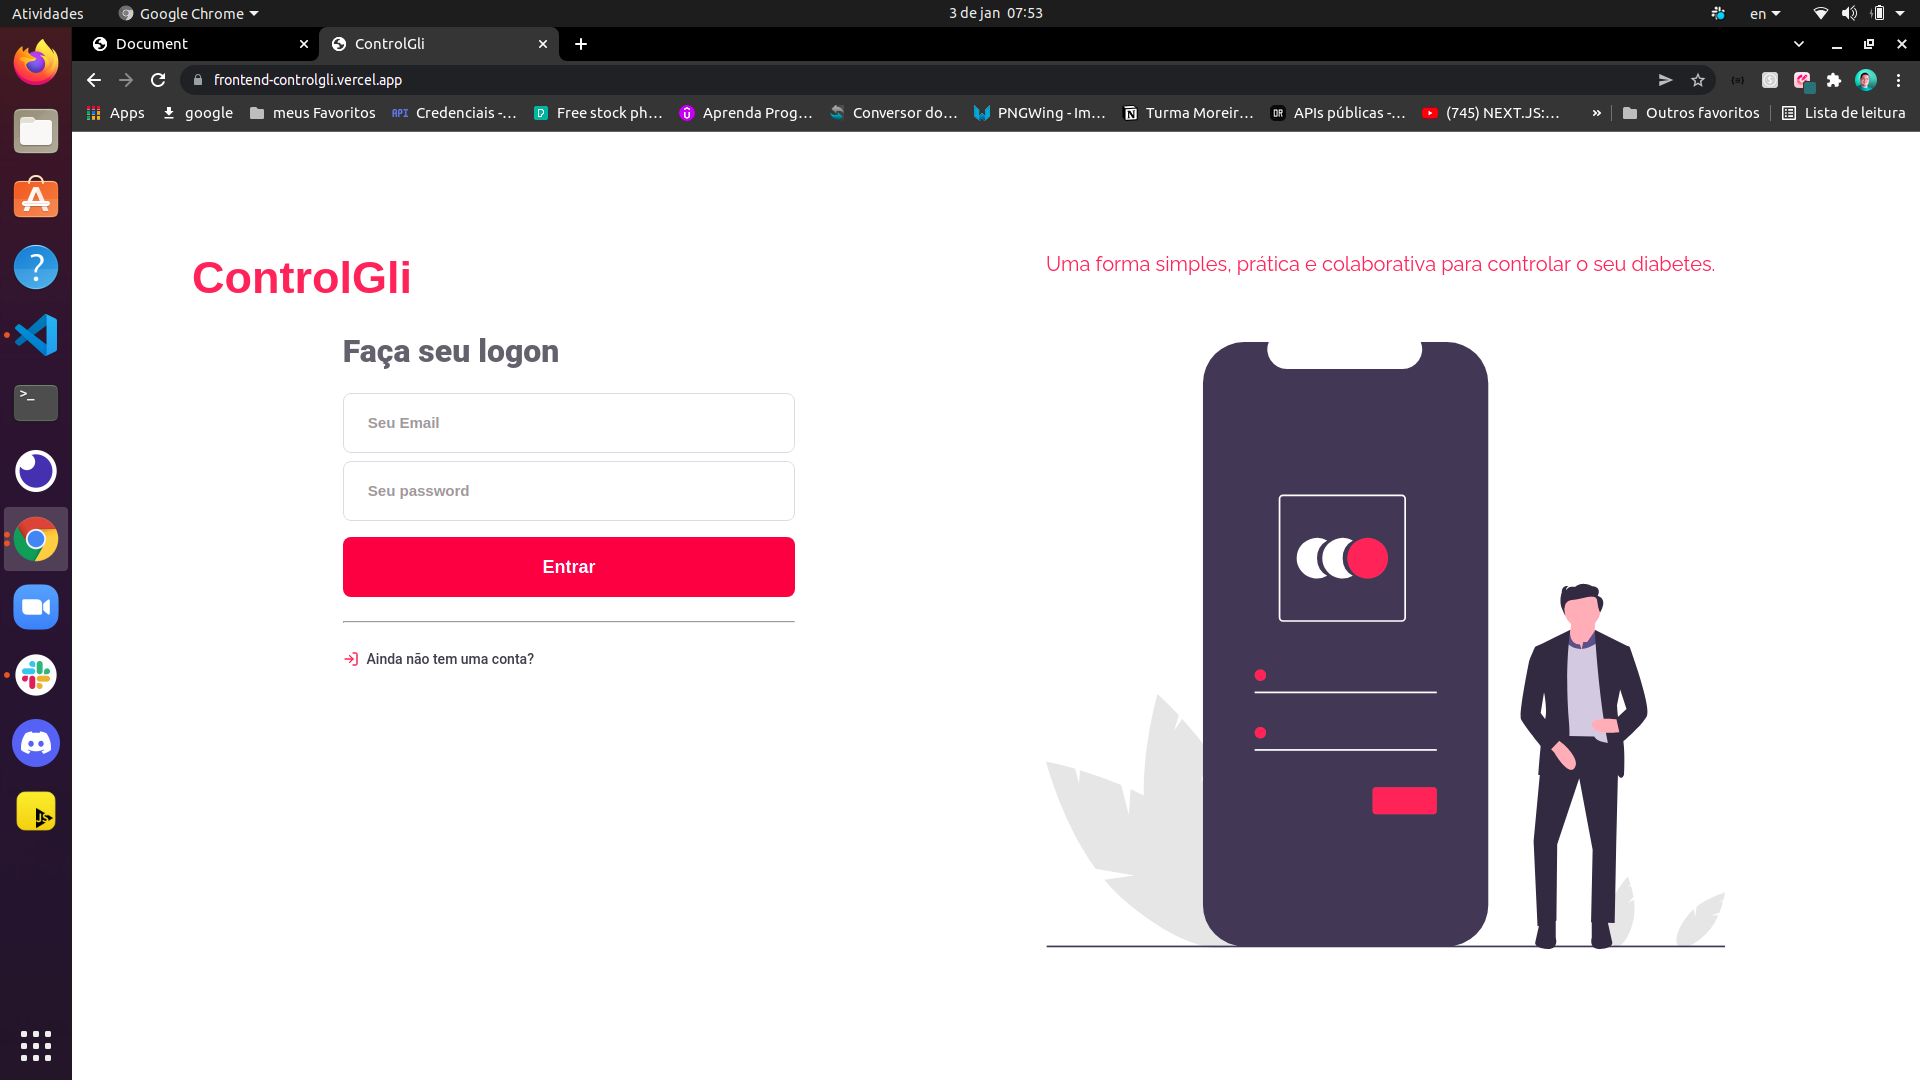 Atividades
Google Chrome
3 de jan 07:53
en
Document
ControlGli
frontend-controlgli.vercel.app
Apps
google
meus Favoritos
API
Credenciais -...
Free stock ph...
Aprenda Prog...
Conversor do...
PNGWing - Im...
Turma Moreir...
DR
APIs públicas -...
(745) NEXT.JS:...
»
Outros favoritos
Lista de leitura
ControlGli
Uma forma simples, prática e colaborativa para controlar o seu diabetes.
Faça seu logon
Seu Email
Seu password
Entrar
Ainda não tem uma conta?
>_
JS